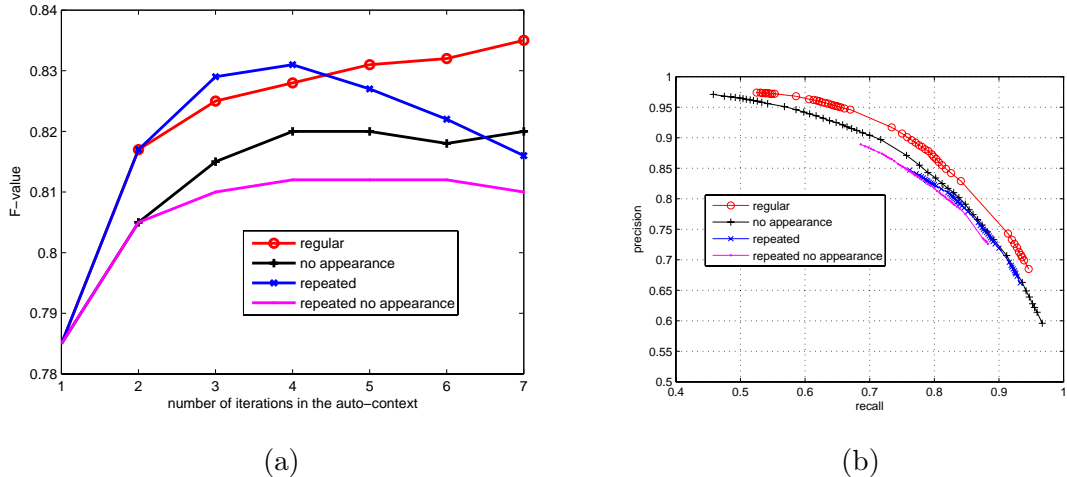 0.84
0.83
0.82
0.81
0.8
0.79
0.78
1 2 3 4 5 6 7
F−value
number of iterations in the auto−context
regular
no appearance
repeated
repeated no appearance
(a)
1
0.95
0.9
0.85
0.8
0.75
0.7
0.65
0.6
0.55
0.5
0.4 0.5 0.6 0.7 0.8 0.9 1
precision
recall
regular
no appearance
repeated
repeated no appearance
(b)